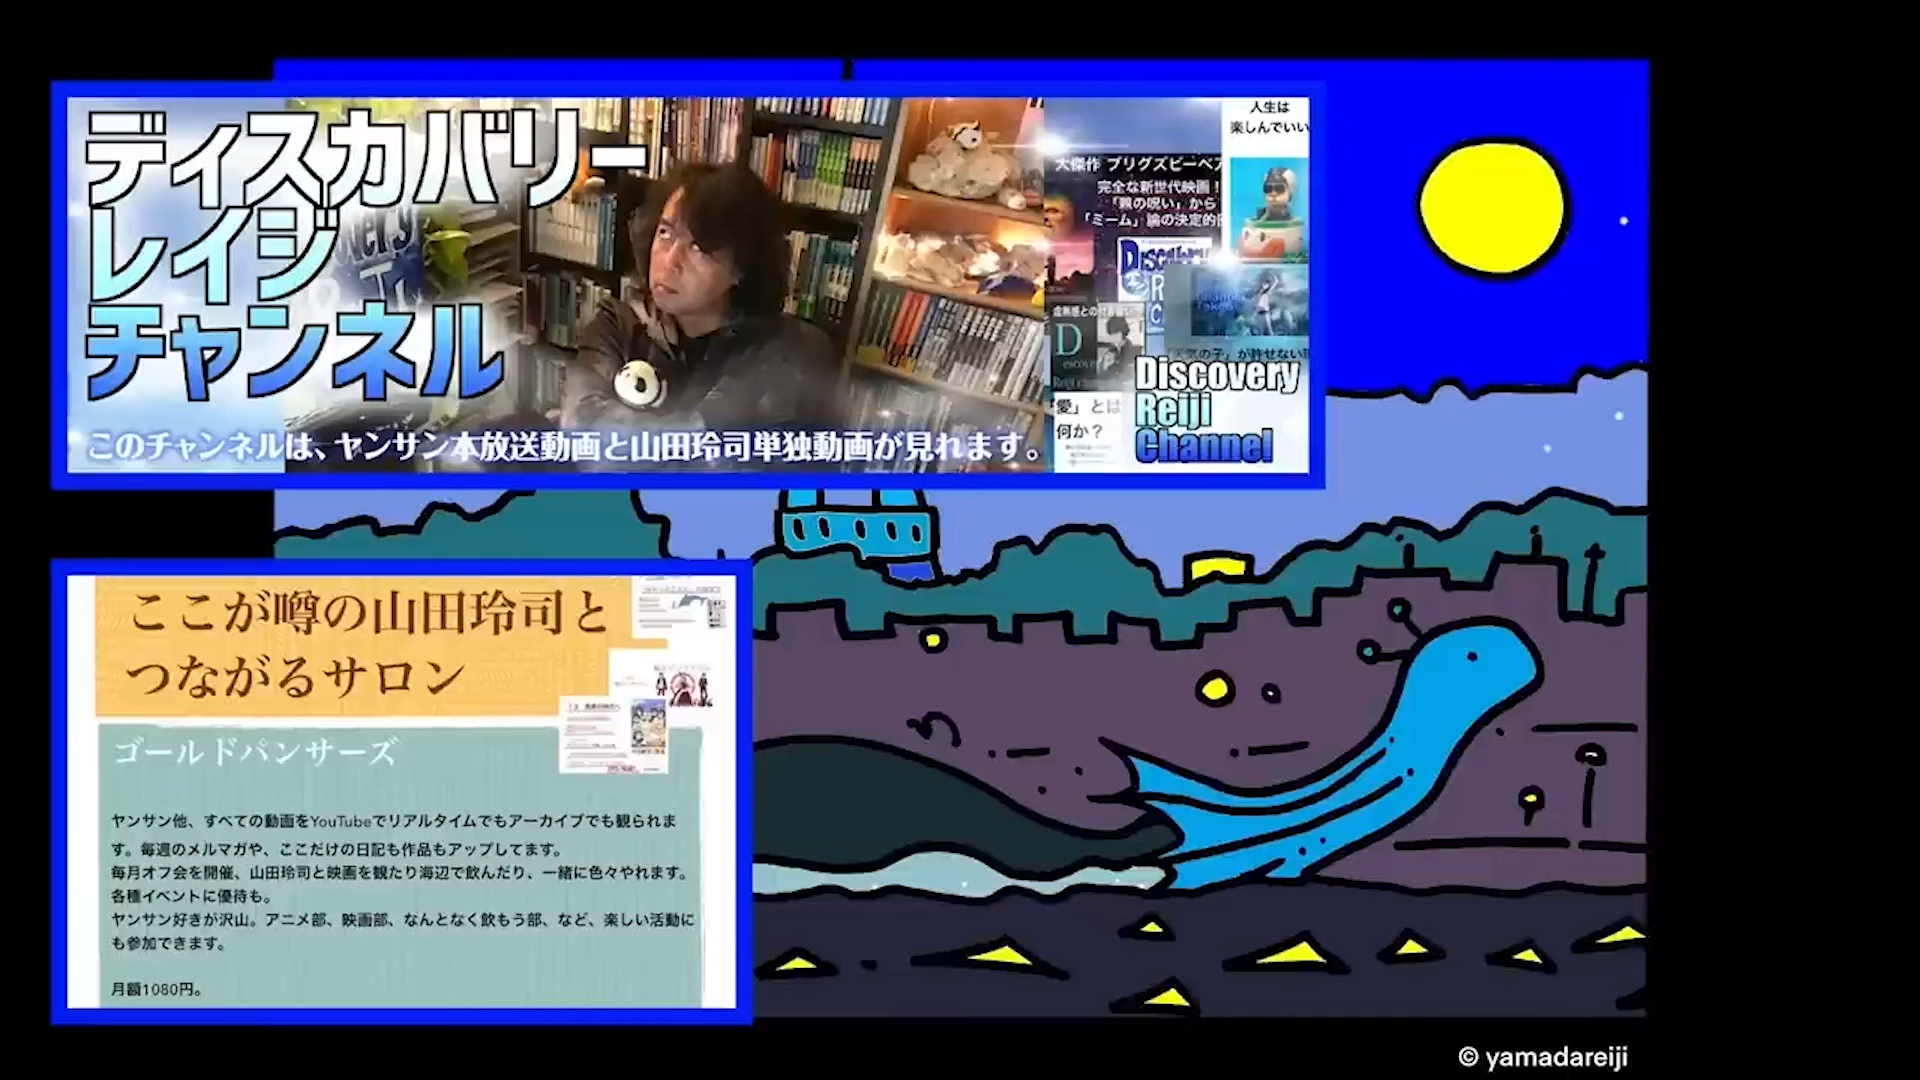 ディスカバリー
レイジ
チャンネル
このチャンネルは、ヤンサン本放送動画と山田玲司単独動画が見れます。
人生は
楽しんでいい
大傑作 ブリグズビーベア
完全な新世代映画!
「親の呪い」から
「ミーム」論の決定的
Discovery
R
C
D
天気の子」が許せない
「愛」とは
何か?
Discovery
Reiji
Channel
ここが噂の山田玲司と
つながるサロン
ゴールドパンサーズ
ヤンサン他、すべての動画をYouTubeでリアルタイムでもアーカイブでも観られま
す。毎週のメルマガや、ここだけの日記も作品もアップしてます。
毎月オフ会を開催、山田玲司と映画を観たり海辺で飲んだり、一緒に色々やれます。
各種イベントに優待も。
ヤンサン好きが沢山。アニメ部、映画部、なんとなく飲もう部、など、楽しい活動に
も参加できます。
月額1080円。
© yamadareiji